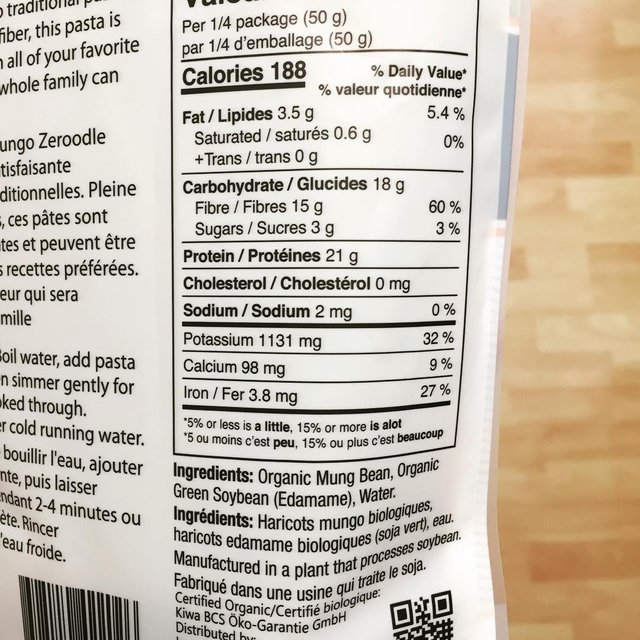 traditional
fiber, this pasta is
all of your favorite
whole family can
ungo Zeroodle
tisfaisante
ditionnelles. Pleine
, ces pâtes sont
tes et peuvent être
s recettes préférées.
eur qui sera
mille
oil water, add pasta
n simmer gently for
oked through.
r cold running water.
bouillir l'eau, ajouter
nte, puis laisser
ndant 2-4 minutes ou
ète. Rincer
'eau froide.
Per 1/4 package (50 g)
par 1/4 d'emballage (50 g)
Calories 188
% Daily Value*
% valeur quotidienne*
Fat / Lipides 3.5 g 5.4 %
Saturated / saturés 0.6 g 0%
+Trans / trans 0 g
Carbohydrate / Glucides 18 g
Fibre / Fibres 15 g 60 %
Sugars / Sucres 3 g 3 %
Protein / Protéines 21 g
Cholesterol / Cholestérol 0 mg
Sodium / Sodium 2 mg 0 %
Potassium 1131 mg 32 %
Calcium 98 mg 9 %
Iron / Fer 3.8 mg 27 %
*5% or less is a little, 15% or more is alot
*5 ou moins c'est peu, 15% ou plus c'est beaucoup
Ingredients: Organic Mung Bean, Organic
Green Soybean (Edamame), Water.
Ingrédients: Haricots mungo biologiques,
haricots edamame biologiques (soja vert), eau.
Manufactured in a plant that processes soybean.
Fabriqué dans une usine qui traite le soja.
Certified Organic/Certifié biologique:
Kiwa BCS Öko-Garantie GmbH
Distributed by: